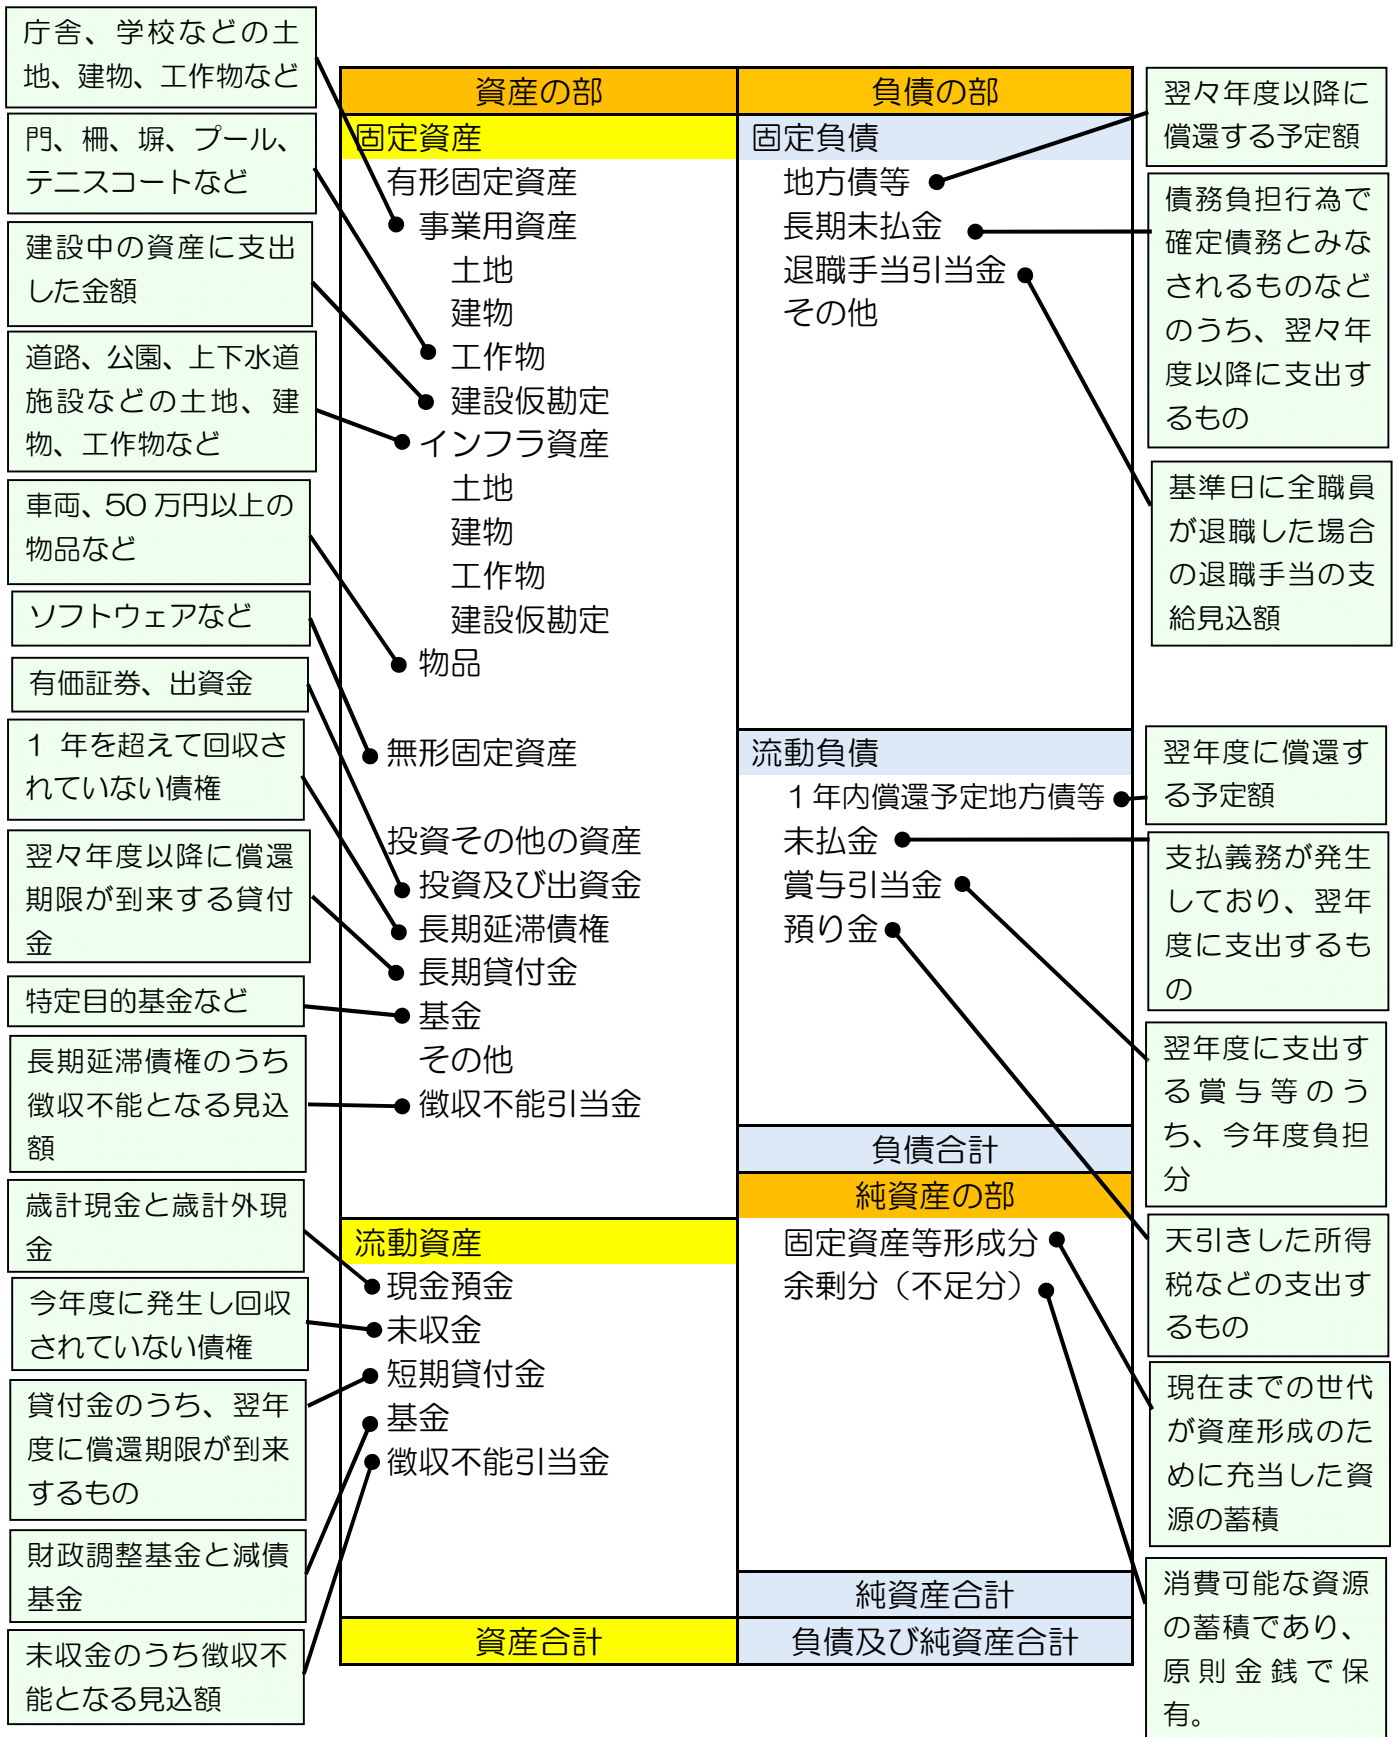 庁舎、学校などの土
地、建物、工作物など
門、柵、塀、プール、
テニスコートなど
建設中の資産に支出
した金額
道路、公園、上下水道
施設などの土地、建
物、工作物など
車両、50 万円以上の
物品など
ソフトウェアなど
有価証券、出資金
1 年を超えて回収さ
れていない債権
翌々年度以降に償還
期限が到来する貸付
金
特定目的基金など
長期延滞債権のうち
徴収不能となる見込
額
歳計現金と歳計外現
金
今年度に発生し回収
されていない債権
貸付金のうち、翌年
度に償還期限が到来
するもの
財政調整基金と減債
基金
未収金のうち徴収不
能となる見込額
資産の部
固定資産
有形固定資産
事業用資産
土地
建物
工作物
建設仮勘定
インフラ資産
土地
建物
工作物
建設仮勘定
物品
無形固定資産
投資その他の資産
投資及び出資金
長期延滞債権
長期貸付金
基金
その他
徴収不能引当金
流動資産
現金預金
未収金
短期貸付金
基金
徴収不能引当金
資産合計
負債の部
固定負債
地方債等
長期未払金
退職手当引当金
その他
流動負債
1年内償還予定地方債等
未払金
賞与引当金
預り金
負債合計
純資産の部
固定資産等形成分
余剰分（不足分）
純資産合計
負債及び純資産合計
翌々年度以降に
償還する予定額
債務負担行為で
確定債務とみな
されるものなど
のうち、翌々年
度以降に支出す
るもの
基準日に全職員
が退職した場合
の退職手当の支
給見込額
翌年度に償還す
る予定額
支払義務が発生
しており、翌年
度に支出するも
の
翌年度に支出す
る賞与等のう
ち、今年度負担
分
天引きした所得
税などの支出す
るもの
現在までの世代
が資産形成のた
めに充当した資
源の蓄積
消費可能な資源
の蓄積であり、
原則金銭で保
有。